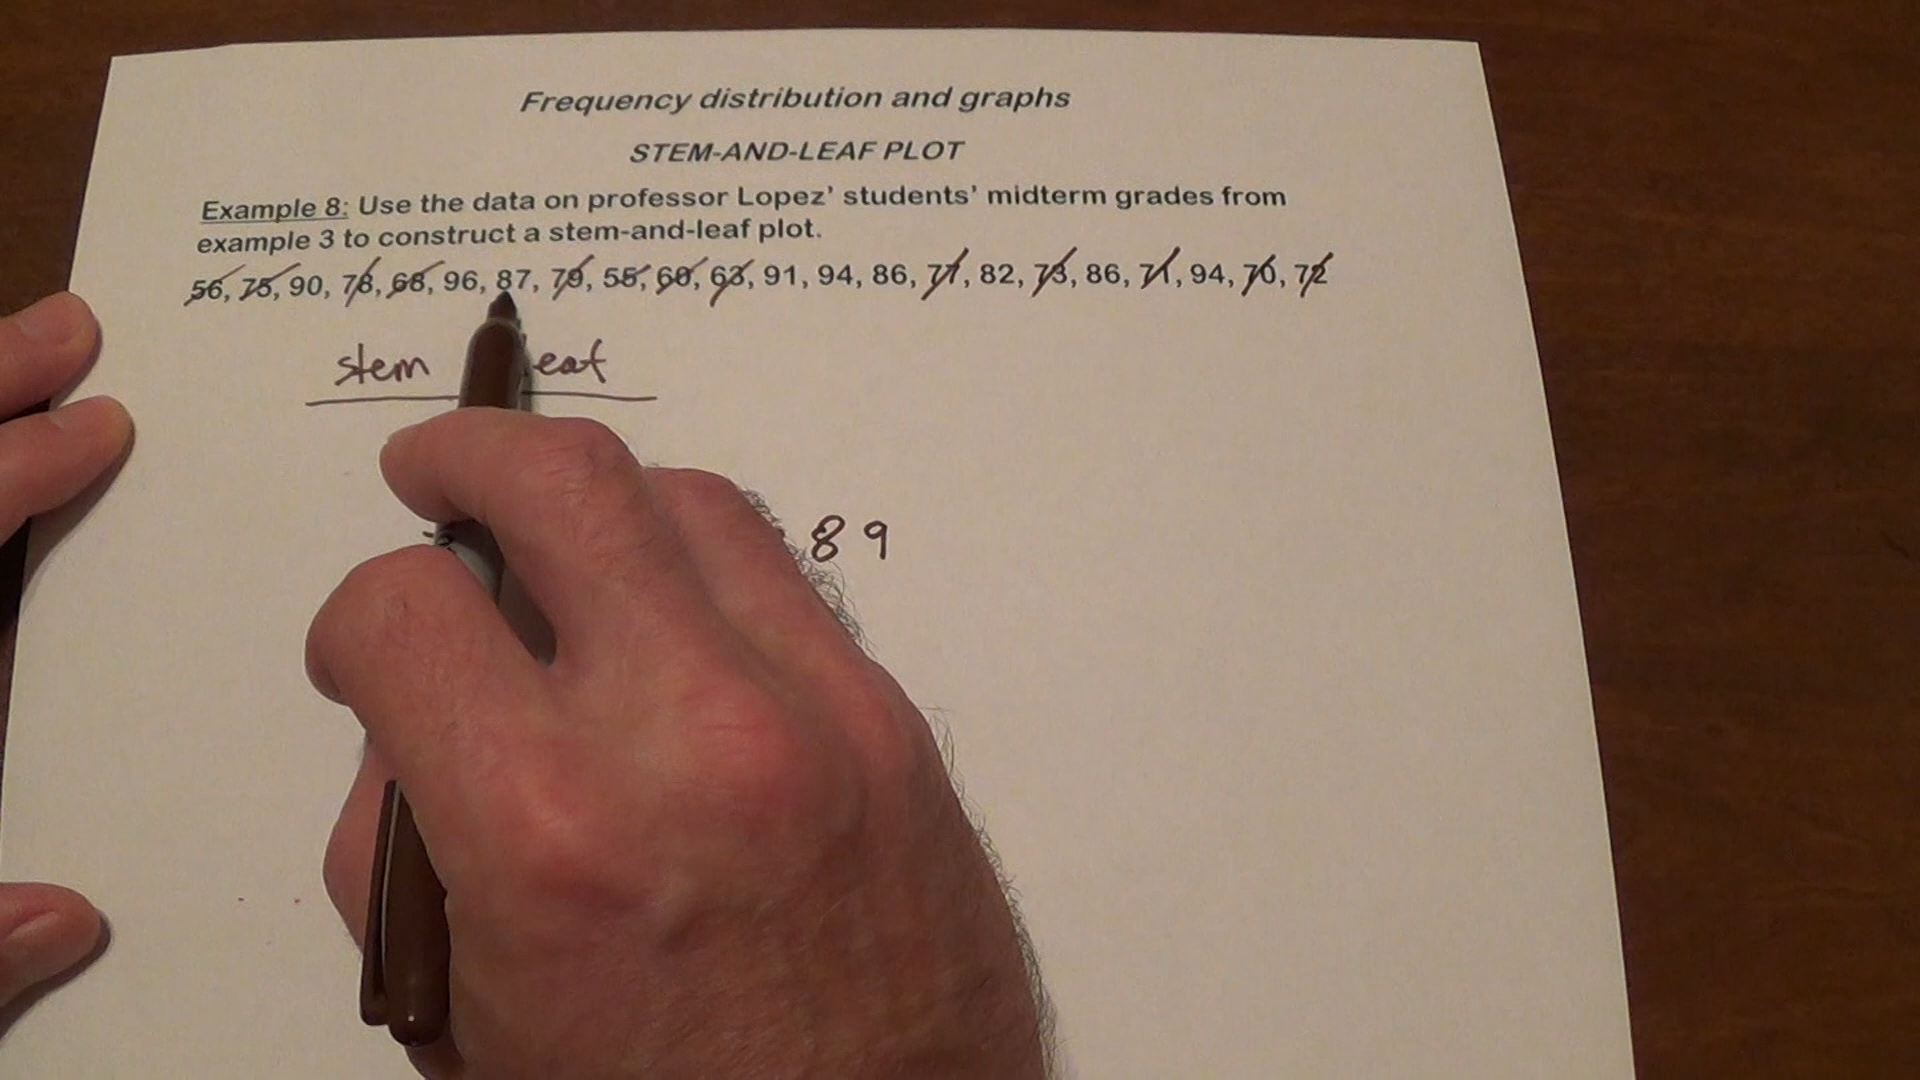 Frequency distribution and graphs
STEM-AND-LEAF PLOT
Example 8: Use the data on professor Lopez' students' midterm grades from
example 3 to construct a stem-and-leaf plot.
56, 75, 90, 78, 68, 96, 87, 79, 55, 60, 63, 91, 94, 86, 71, 82, 73, 86, 71, 94, 70, 72
stem eaf
8 9